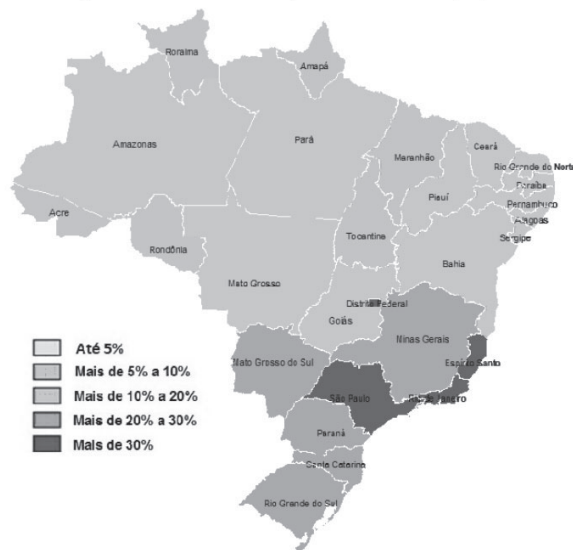 Roraima
Amapá
Amazonas
Pará
Maranhão
Ceará
Rio Grande do Norte
Paraíba
Piauí
Pernambuco
Acre
Alagoas
Sergipe
Rondônia
Tocantins
Bahia
Mato Grosso
Distrito Federal
Goiás
Minas Gerais
Espírito Santo
Mato Grosso do Sul
São Paulo
Rio de Janeiro
Paraná
Santa Catarina
Rio Grande do Sul
Até 5%
Mais de 5% a 10%
Mais de 10% a 20%
Mais de 20% a 30%
Mais de 30%